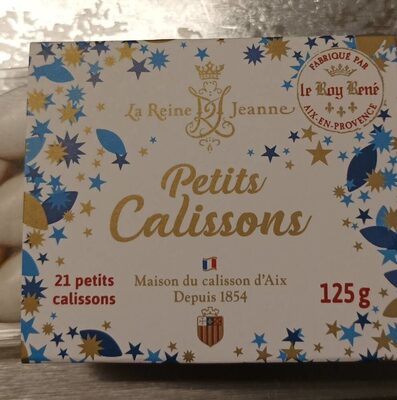 FABRIQUÉ PAR
le Roy René
AIX-EN-PROVENCE
La Reine Jeanne
Petits
Calissons
21 petits
calissons
Maison du calisson d'Aix
Depuis 1854
125g